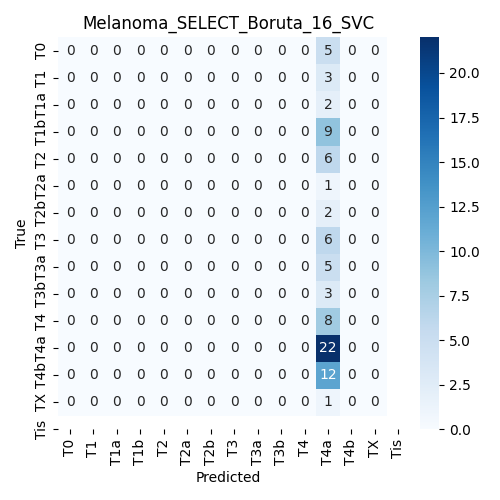 Melanoma_SELECT_Boruta_16_SVC
True
T0 0 0 0 0 0 0 0 0 0 0 0 5 0 0
T1 0 0 0 0 0 0 0 0 0 0 0 3 0 0
T1a 0 0 0 0 0 0 0 0 0 0 0 2 0 0
T1b 0 0 0 0 0 0 0 0 0 0 0 9 0 0
T2 0 0 0 0 0 0 0 0 0 0 0 6 0 0
T2a 0 0 0 0 0 0 0 0 0 0 0 1 0 0
T2b 0 0 0 0 0 0 0 0 0 0 0 2 0 0
T3 0 0 0 0 0 0 0 0 0 0 0 6 0 0
T3a 0 0 0 0 0 0 0 0 0 0 0 5 0 0
T3b 0 0 0 0 0 0 0 0 0 0 0 3 0 0
T4 0 0 0 0 0 0 0 0 0 0 0 8 0 0
T4a 0 0 0 0 0 0 0 0 0 0 0 22 0 0
T4b 0 0 0 0 0 0 0 0 0 0 0 12 0 0
TX 0 0 0 0 0 0 0 0 0 0 0 1 0 0
Tis
T0 T1 T1a T1b T2 T2a T2b T3 T3a T3b T4 T4a T4b TX Tis
Predicted
20.0
17.5
15.0
12.5
10.0
7.5
5.0
2.5
0.0